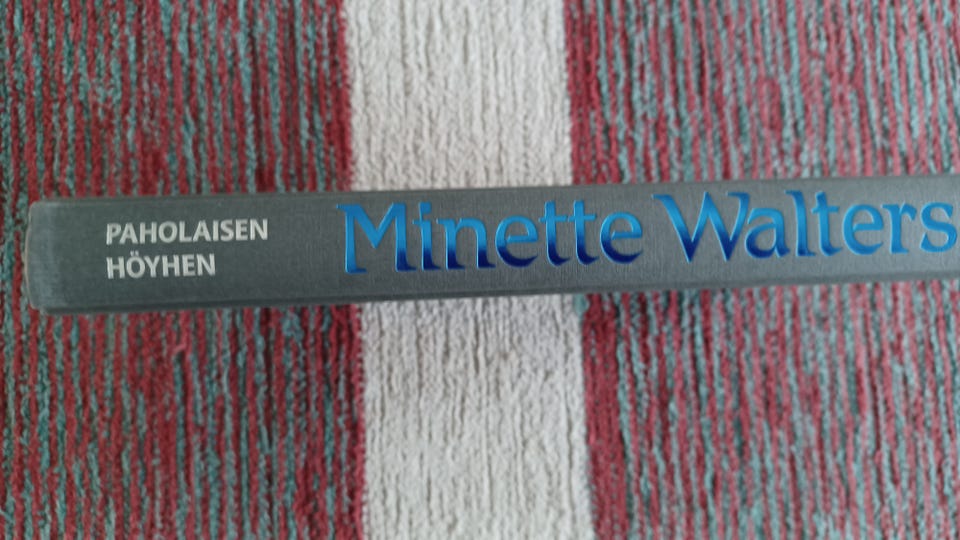 PAHOLAISEN
HÖYHEN
Minette Walters